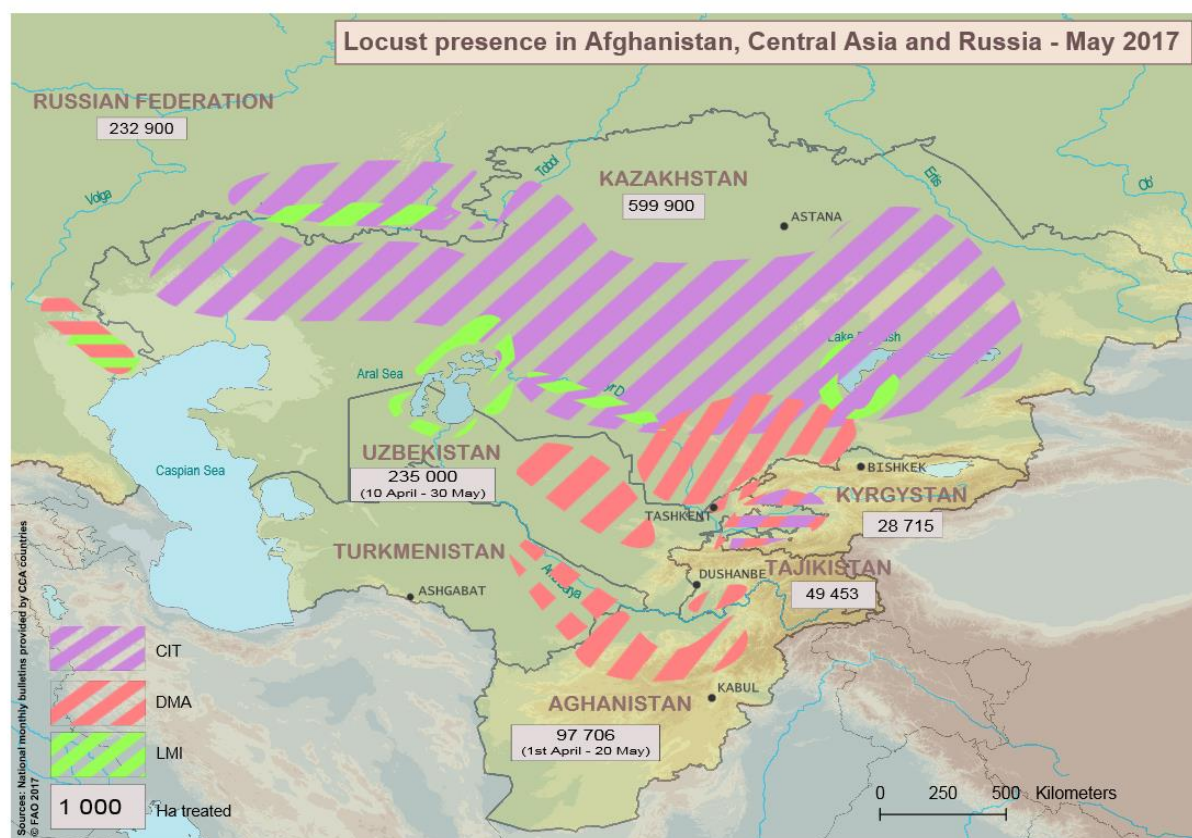 Locust presence in Afghanistan, Central Asia and Russia - May 2017
RUSSIAN FEDERATION
232 900
Volga
Tobol
Ertis
Ob'
KAZAKHSTAN
599 900
ASTANA
Aral Sea
Caspian Sea
UZBEKISTAN
235 000
(10 April - 30 May)
BISHKEK
KYRGYSTAN
28 715
TASHKENT
TURKMENISTAN
ASHGABAT
DUSHANBE
TAJIKISTAN
49 453
AGHANISTAN
KABUL
97 706
(1st April - 20 May)
CIT
DMA
LMI
1 000
Ha treated
0 250 500 Kilometers
Sources: National monthly bulletins provided by CCA countries
© FAO 2017